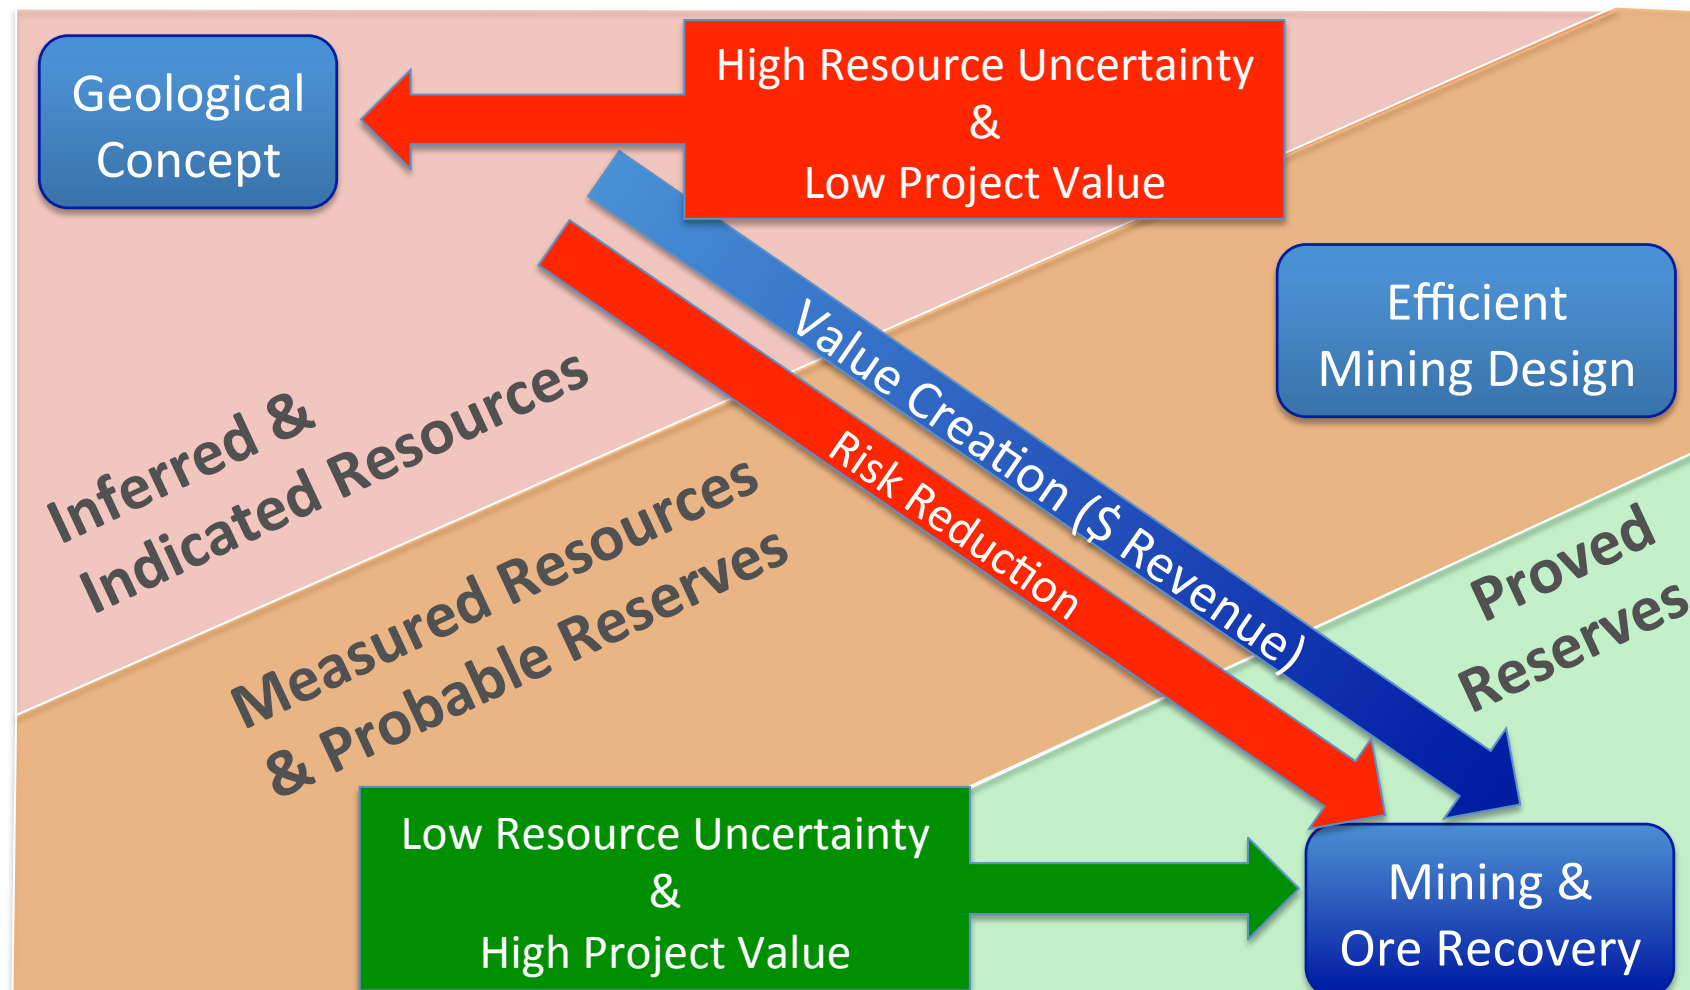 Geological
Concept
High Resource Uncertainty
&
Low Project Value
Efficient
Mining Design
Value Creation ($ Revenue)
Risk Reduction
Inferred &
Indicated Resources
Measured Resources
& Probable Reserves
Proved
Reserves
Low Resource Uncertainty
&
High Project Value
Mining &
Ore Recovery